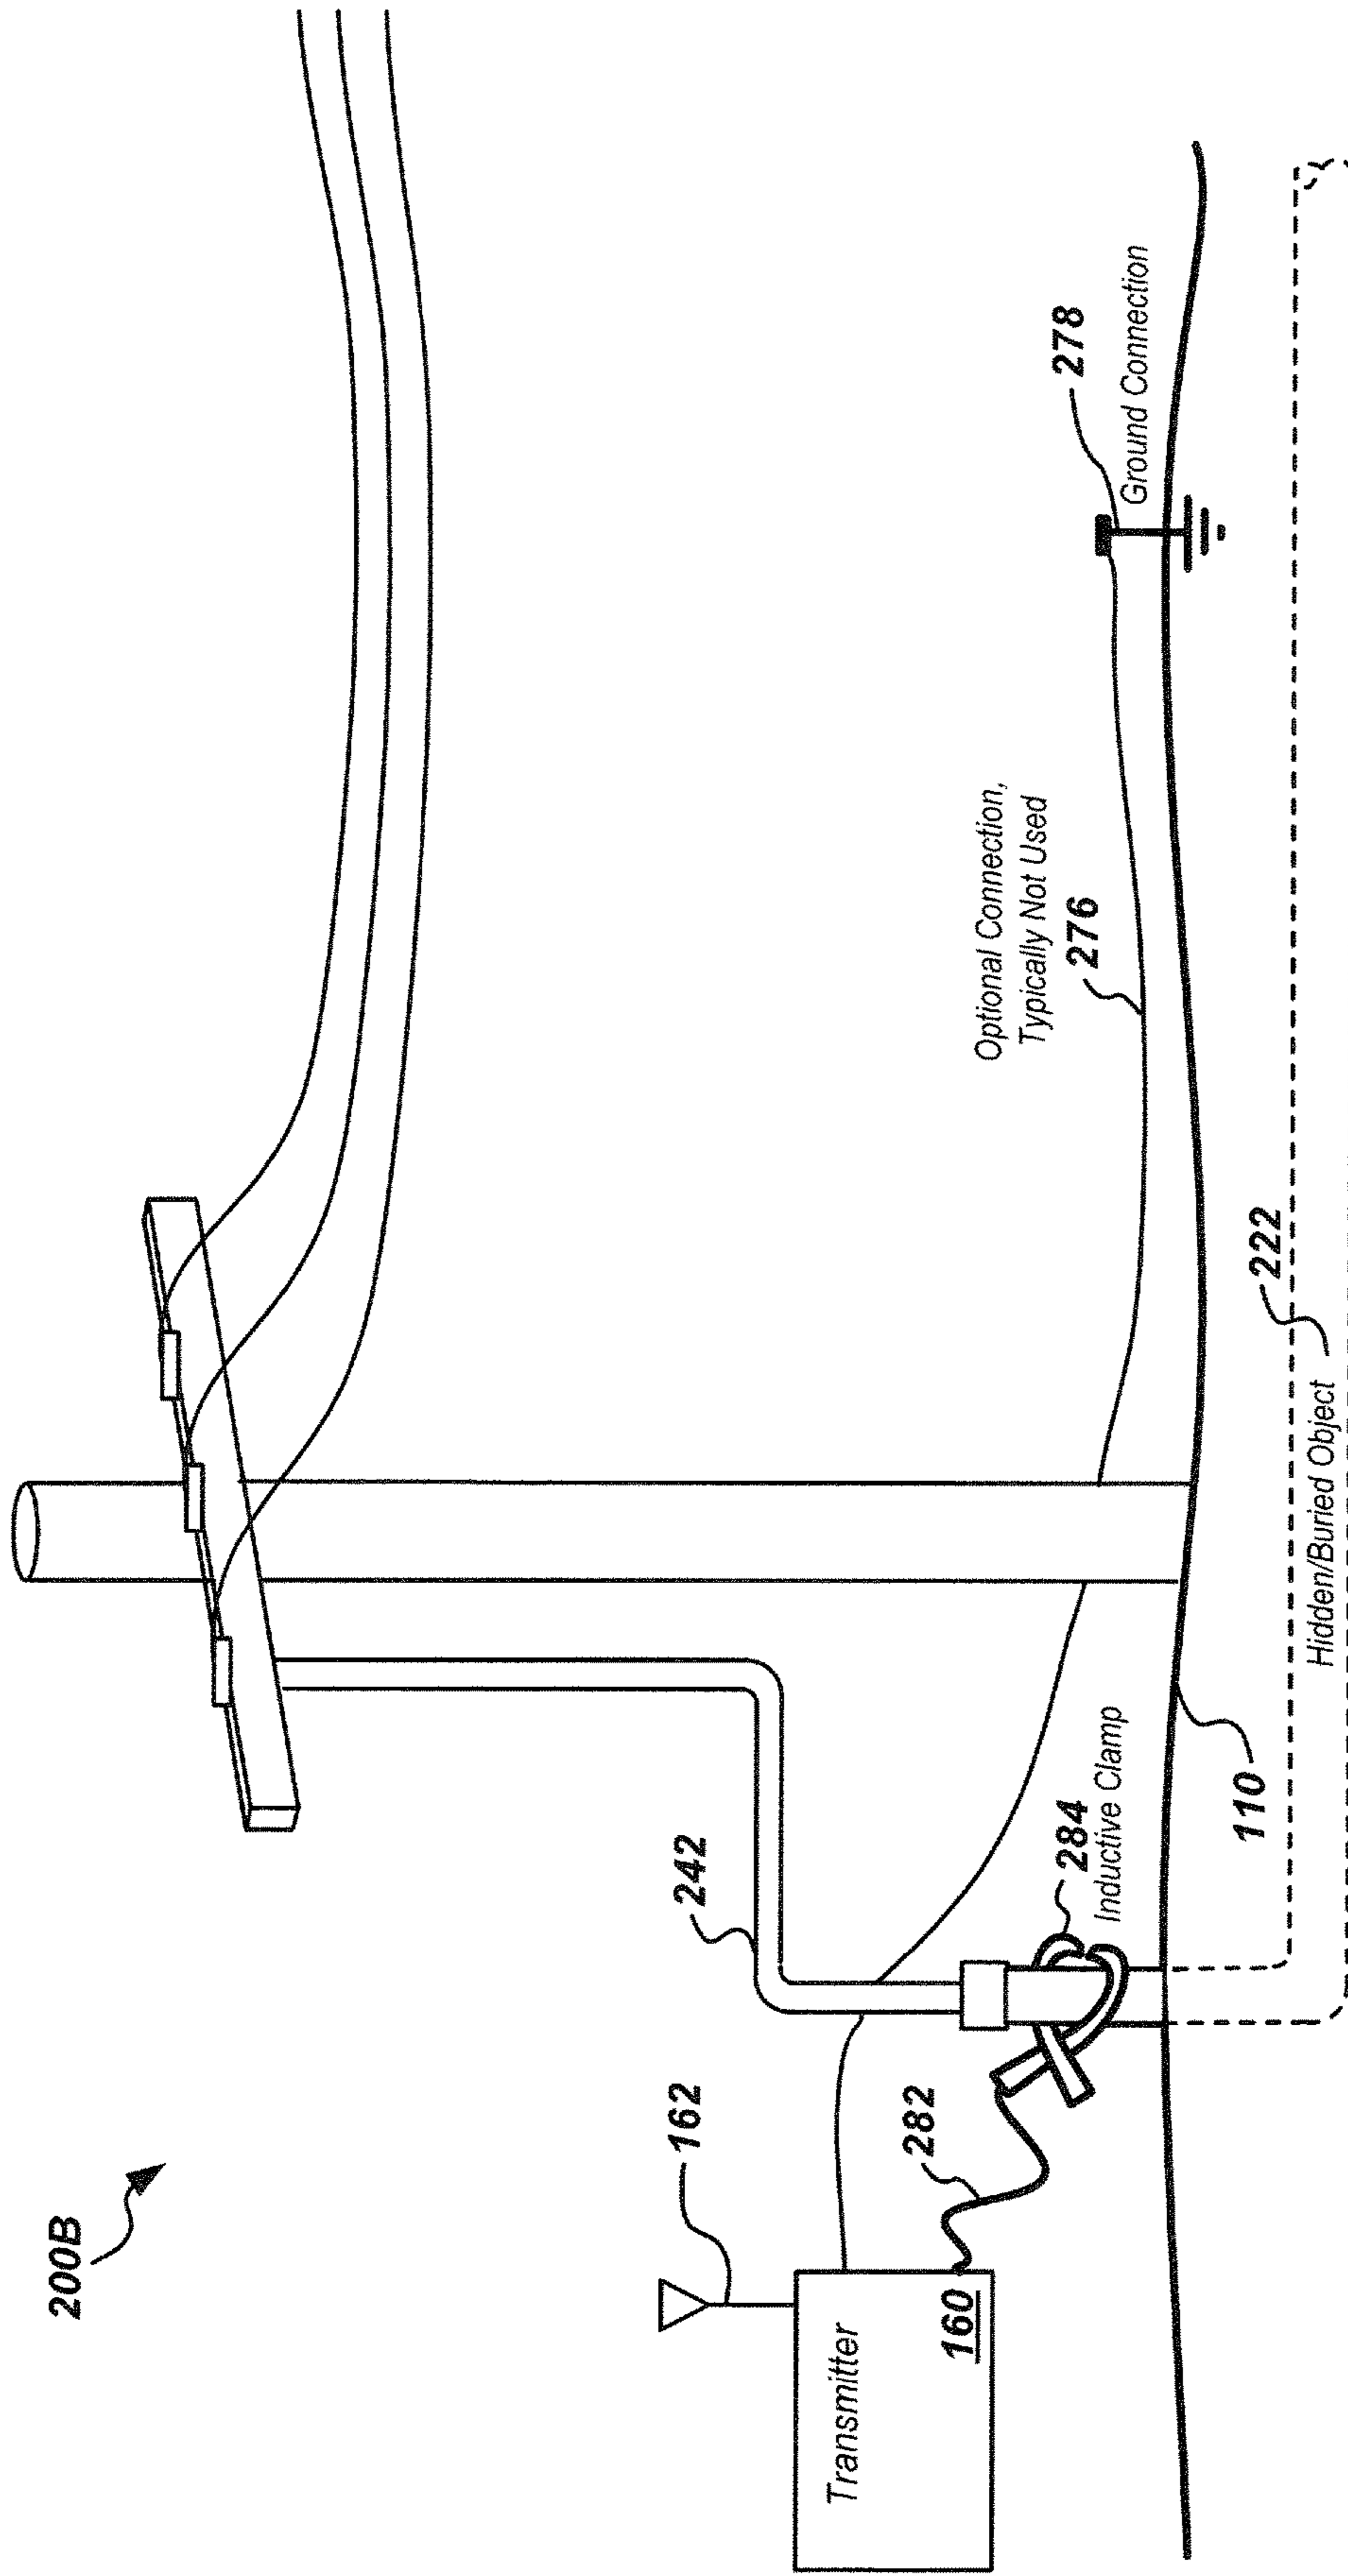 200B
162
Transmitter
160
282
242
284
Inductive Clamp
110
Optional Connection,
Typically Not Used
276
278
Ground Connection
222
Hidden/Buried Object